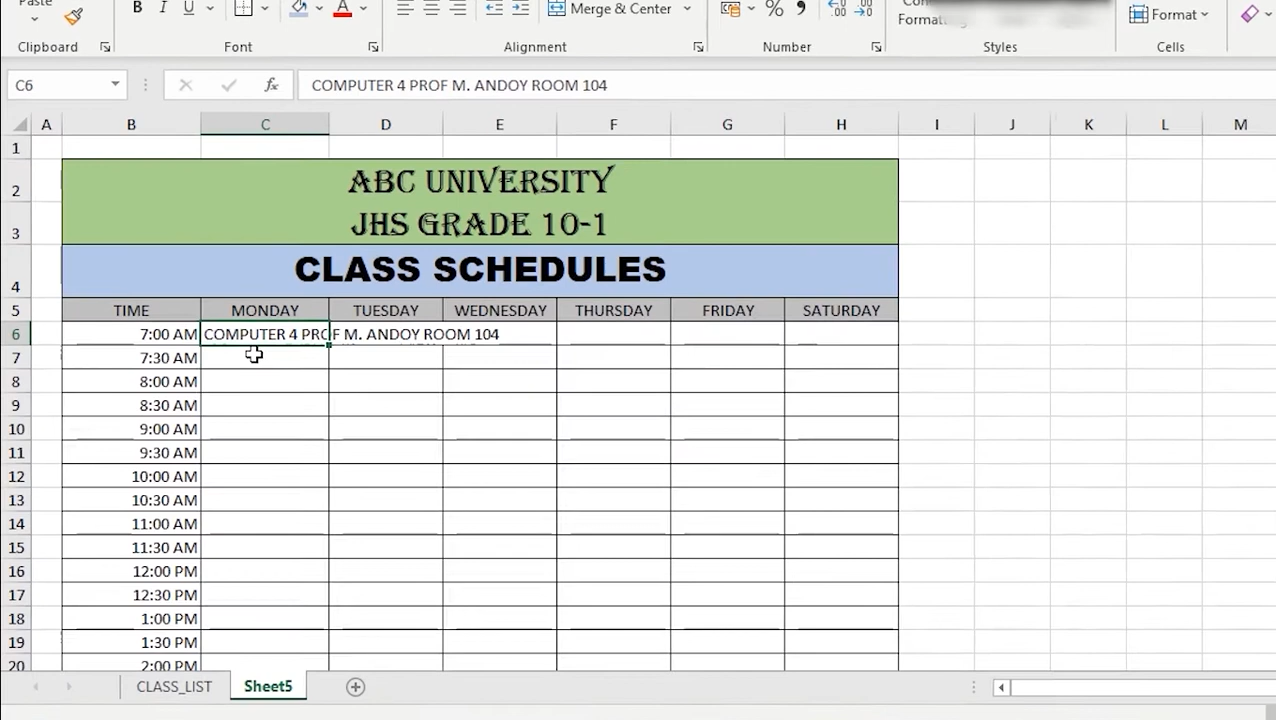 Paste
B I U A
Merge & Center
% 9
Format
Clipboard Font Alignment Number Styles Cells
C6 fx COMPUTER 4 PROF M. ANDOY ROOM 104
A B C D E F G H I J K L M
1
2 ABC UNIVERSITY
3 JHS GRADE 10-1
4 CLASS SCHEDULES
5 TIME MONDAY TUESDAY WEDNESDAY THURSDAY FRIDAY SATURDAY
6 7:00 AM COMPUTER 4 PROF M. ANDOY ROOM 104
7 7:30 AM
8 8:00 AM
9 8:30 AM
10 9:00 AM
11 9:30 AM
12 10:00 AM
13 10:30 AM
14 11:00 AM
15 11:30 AM
16 12:00 PM
17 12:30 PM
18 1:00 PM
19 1:30 PM
20 2:00 PM
CLASS_LIST Sheet5